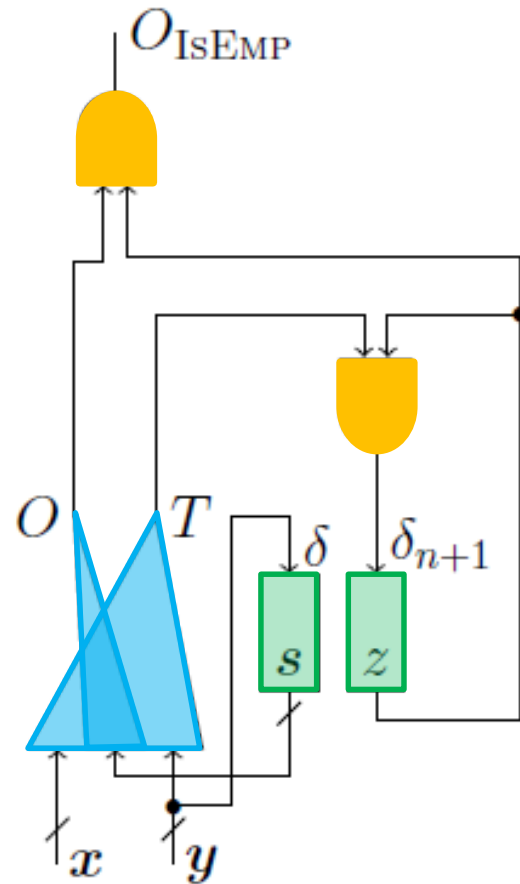 O_IsEmp
O
T
δ
δ_{n+1}
s
z
x
y